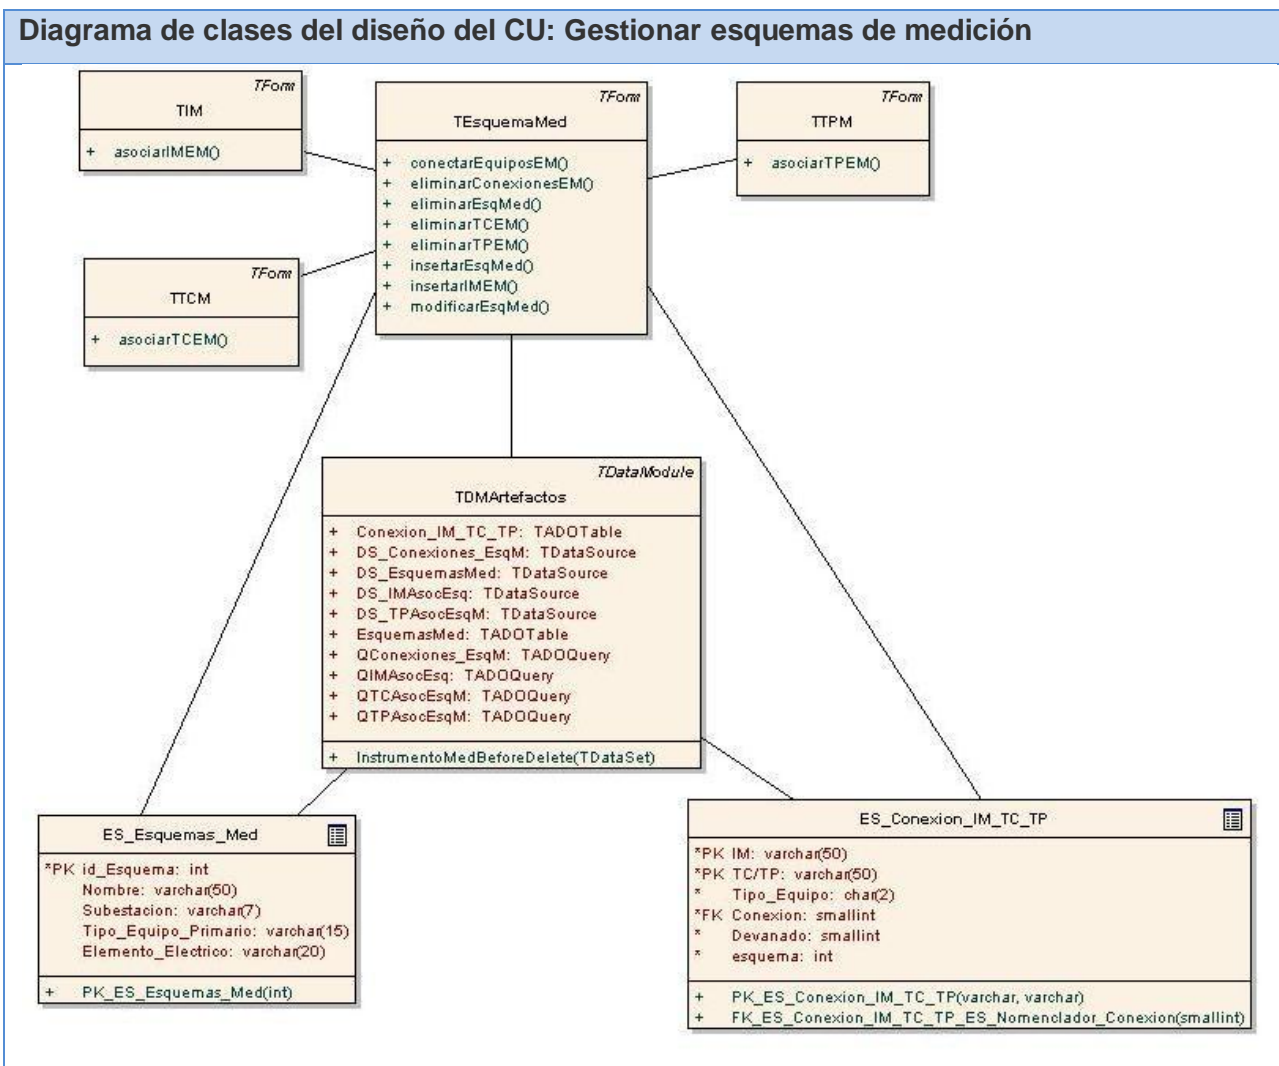 Diagrama de clases del diseño del CU: Gestionar esquemas de medición
TForm
TIM
+ asociarIMEM()
TForm
TEsquemaMed
+ conectarEquiposEM()
+ eliminarConexionesEM()
+ eliminarEsqMed()
+ eliminarTCEM()
+ eliminarTPEM()
+ insertarEsqMed()
+ insertarIMEM()
+ modificarEsqMed()
TForm
TTPM
+ asociarTPEM()
TForm
TTCM
+ asociarTCEM()
TDataModule
TDMArtefactos
+ Conexion_IM_TC_TP: TADOTable
+ DS_Conexiones_EsqM: TDataSource
+ DS_EsquemasMed: TDataSource
+ DS_IMAsocEsq: TDataSource
+ DS_TPAsocEsqM: TDataSource
+ EsquemasMed: TADOTable
+ QConexiones_EsqM: TADOQuery
+ QIMAsocEsq: TADOQuery
+ QTCAsocEsqM: TADOQuery
+ QTPAsocEsqM: TADOQuery
+ InstrumentoMedBeforeDelete(TDataSet)
ES_Esquemas_Med
*PK id_Esquema: int
Nombre: varchar(50)
Subestacion: varchar(7)
Tipo_Equipo_Primario: varchar(15)
Elemento_Electrico: varchar(20)
+ PK_ES_Esquemas_Med(int)
ES_Conexion_IM_TC_TP
*PK IM: varchar(50)
*PK TC/TP: varchar(50)
* Tipo_Equipo: char(2)
*FK Conexion: smallint
* Devanado: smallint
* esquema: int
+ PK_ES_Conexion_IM_TC_TP(varchar, varchar)
+ FK_ES_Conexion_IM_TC_TP_ES_Nomenclador_Conexion(smallint)